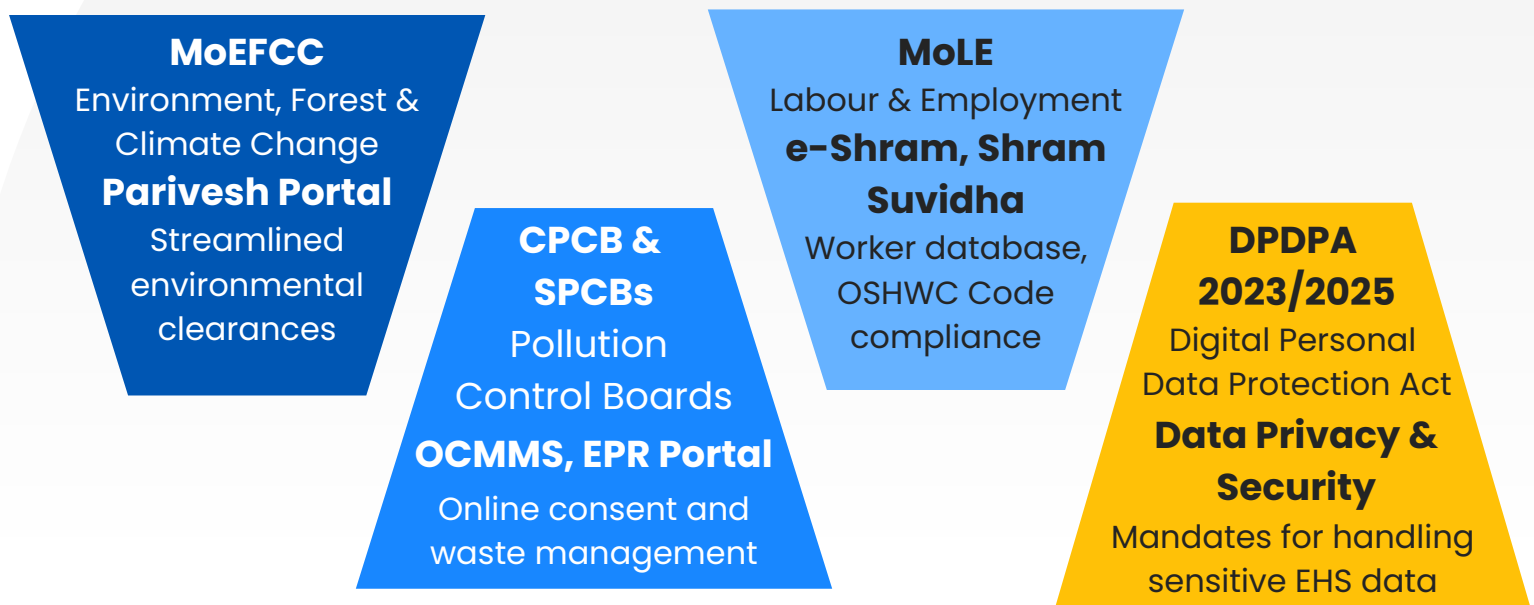 MoEFCC
Environment, Forest &
Climate Change
Parivesh Portal
Streamlined
environmental
clearances
CPCB &
SPCBs
Pollution
Control Boards
OCMMS, EPR Portal
Online consent and
waste management
MoLE
Labour & Employment
e-Shram, Shram
Suvidha
Worker database,
OSHWC Code
compliance
DPDPA
2023/2025
Digital Personal
Data Protection Act
Data Privacy &
Security
Mandates for handling
sensitive EHS data